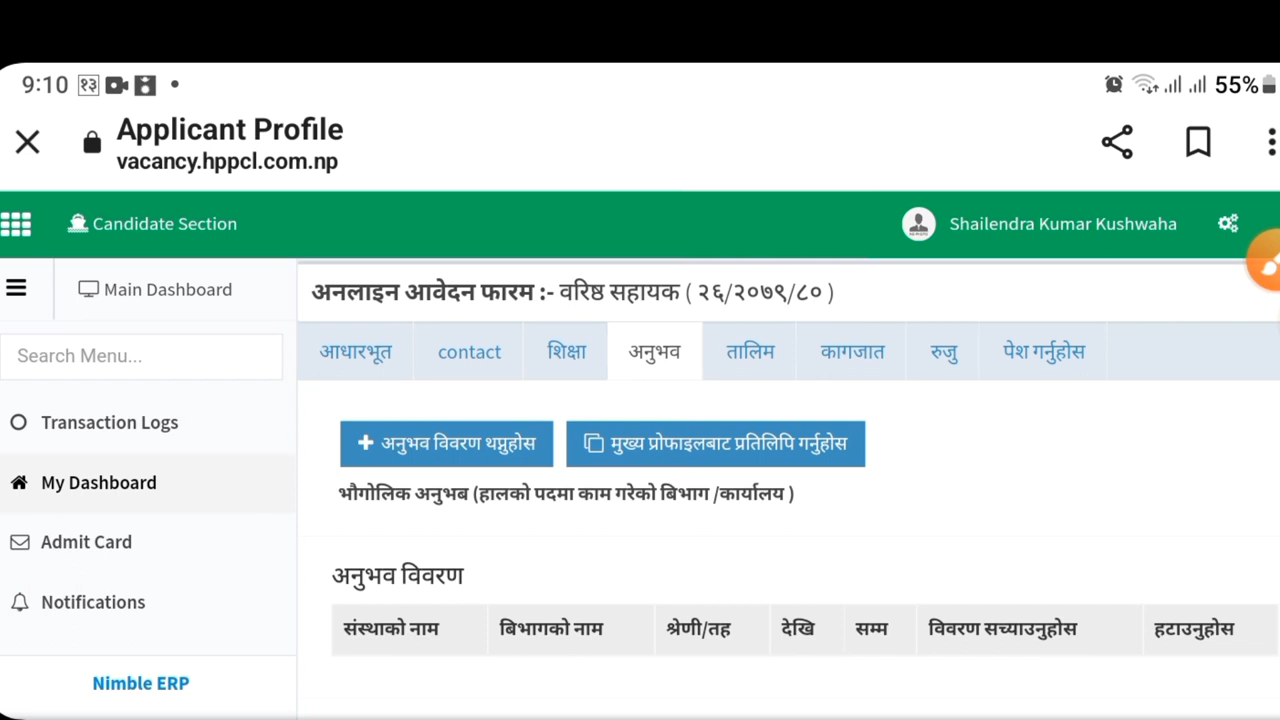 9:10 १३ 55%
Applicant Profile
vacancy.hppcl.com.np
Candidate Section Shailendra Kumar Kushwaha
Main Dashboard
Search Menu...
Transaction Logs
My Dashboard
Admit Card
Notifications
Nimble ERP
अनलाइन आवेदन फारम :- वरिष्ठ सहायक ( २६/२०७९/८० )
आधारभूत contact शिक्षा अनुभव तालिम कागजात रुजु पेश गर्नुहोस
अनुभव विवरण थप्नुहोस मुख्य प्रोफाइलबाट प्रतिलिपि गर्नुहोस
भौगोलिक अनुभब (हालको पदमा काम गरेको बिभाग /कार्यालय )
अनुभव विवरण
संस्थाको नाम बिभागको नाम श्रेणी/तह देखि सम्म विवरण सच्याउनुहोस हटाउनुहोस